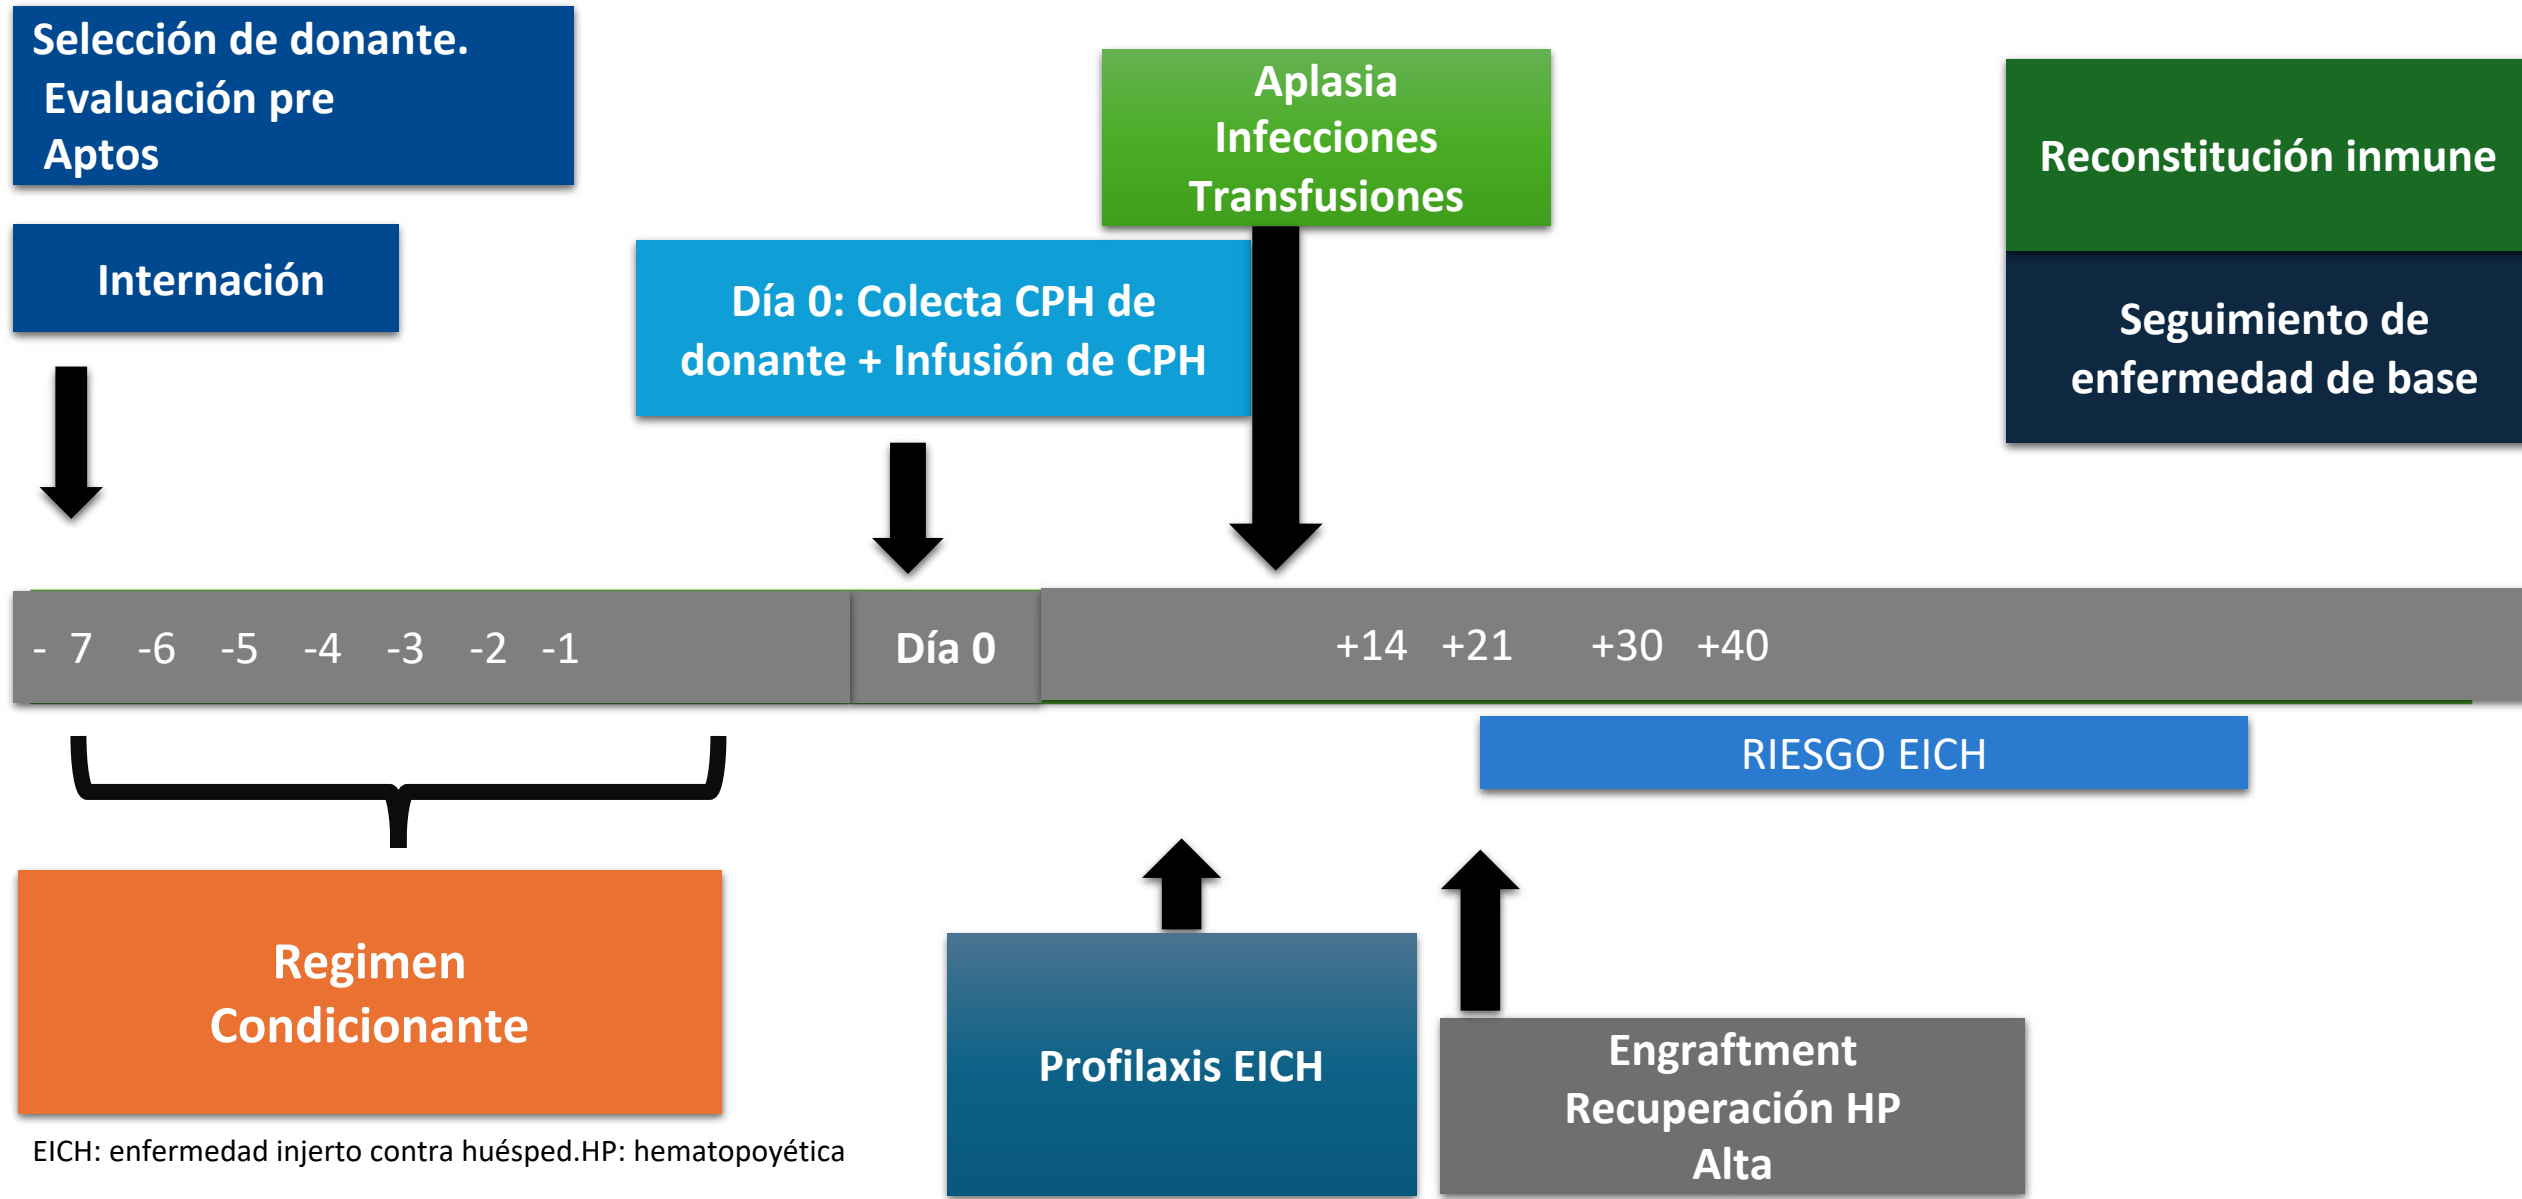 Selección de donante.
Evaluación pre
Aptos
Internación
Día 0: Colecta CPH de
donante + Infusión de CPH
Aplasia
Infecciones
Transfusiones
Reconstitución inmune
Seguimiento de
enfermedad de base
- 7 -6 -5 -4 -3 -2 -1
Día 0
+14 +21 +30 +40
RIESGO EICH
Regimen
Condicionante
Profilaxis EICH
Engraftment
Recuperación HP
Alta
EICH: enfermedad injerto contra huésped.HP: hematopoyética